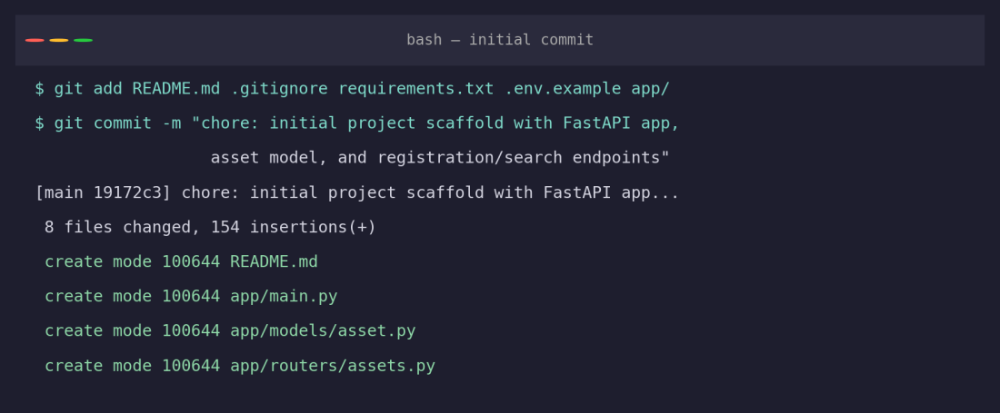 bash — initial commit
$ git add README.md .gitignore requirements.txt .env.example app/
$ git commit -m "chore: initial project scaffold with FastAPI app,
asset model, and registration/search endpoints"
[main 19172c3] chore: initial project scaffold with FastAPI app...
8 files changed, 154 insertions(+)
create mode 100644 README.md
create mode 100644 app/main.py
create mode 100644 app/models/asset.py
create mode 100644 app/routers/assets.py